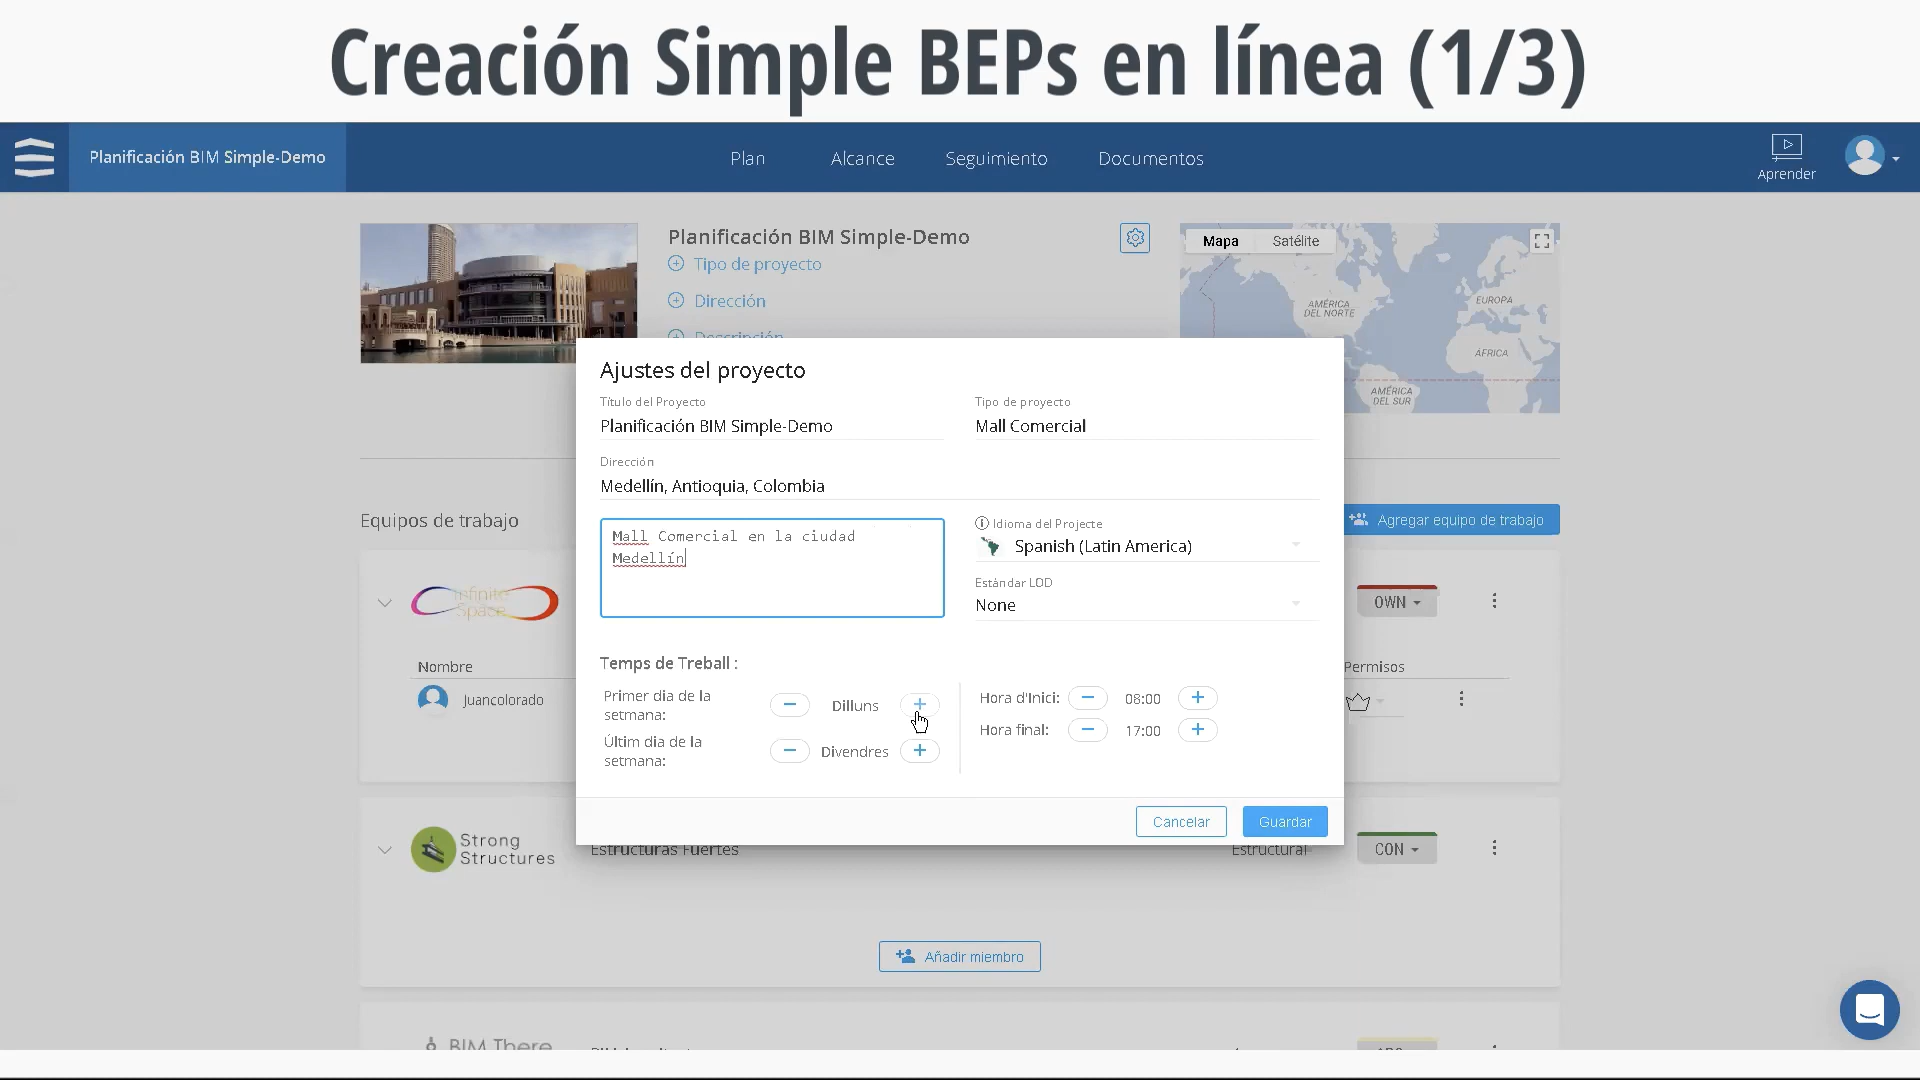 Creación Simple BEPs en línea (1/3)
Planificación BIM Simple-Demo
Plan
Alcance
Seguimiento
Documentos
Aprender
Planificación BIM Simple-Demo
Tipo de proyecto
Dirección
Descripción
Mapa
Satélite
AMÉRICA
DEL NORTE
EUROPA
ÁFRICA
AMÉRICA
DEL SUR
Ajustes del proyecto
Título del Proyecto
Planificación BIM Simple-Demo
Tipo de proyecto
Mall Comercial
Dirección
Medellín, Antioquia, Colombia
Mall Comercial en la ciudad
Medellín
Idioma del Projecte
Spanish (Latin America)
Estàndar LOD
None
Temps de Treball :
Primer dia de la
setmana:
Dilluns
Últim dia de la
setmana:
Divendres
Hora d'Inici:
08:00
Hora final:
17:00
Cancelar
Guardar
Equipos de trabajo
Agregar equipo de trabajo
Infinite
Space
OWN
Nombre
Permisos
Juancolorado
Strong
Structures
Estructuras Fuertes
Estructural
CON
Añadir miembro
BIM There